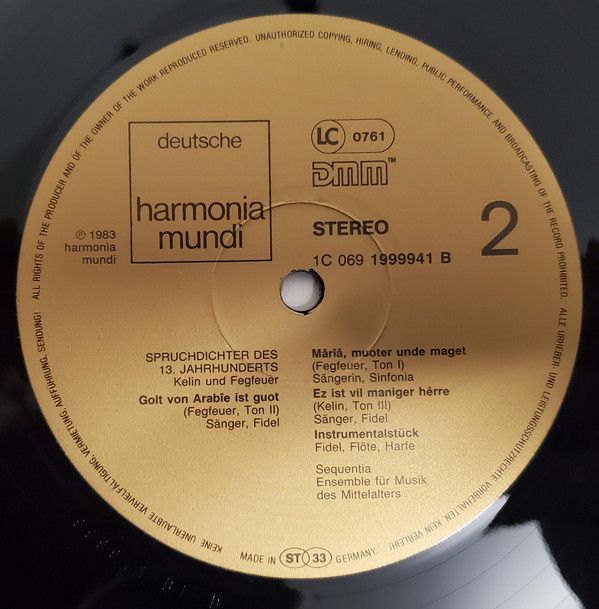 ALL RIGHTS OF THE PRODUCER AND OF THE OWNER OF THE WORK REPRODUCED RESERVED. UNAUTHORIZED COPYING, HIRING, LENDING, PUBLIC PERFORMANCE AND BROADCASTING OF THE RECORD PROHIBITED.
ALLE URHEBER- UND LEISTUNGSSCHUTZRECHTE VORBEHALTEN KEIN VERLEIH!
KEINE UNERLAUBTE VERVIELFÄLTIGUNG, VERMIETUNG, AUFFÜHRUNG, SENDUNG!
deutsche
harmonia
mundi
℗ 1983
harmonia
mundi
LC 0761
DMM™
STEREO
1C 069 1999941 B
2
SPRUCHDICHTER DES
13. JAHRHUNDERTS
Kelin und Fegfeuer
Golt von Arabîe ist guot
(Fegfeuer, Ton II)
Sänger, Fidel
Mârîâ, muoter unde maget
(Fegfeuer, Ton I)
Sängerin, Sinfonia
Ez ist vil maniger hêrre
(Kelin, Ton III)
Sänger, Fidel
Instrumentalstück
Fidel, Flöte, Harfe
Sequentia
Ensemble für Musik
des Mittelalters
MADE IN ST 33 GERMANY.